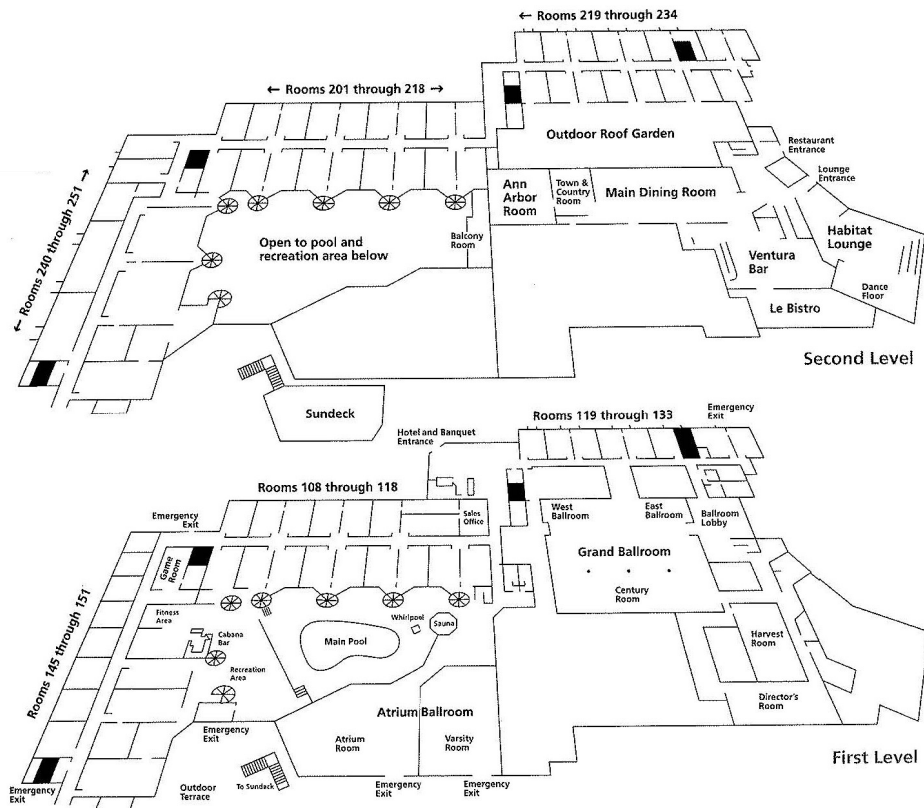 ← Rooms 219 through 234
← Rooms 201 through 218 →
← Rooms 240 through 251 →
Outdoor Roof Garden
Restaurant
Entrance
Lounge
Entrance
Ann
Arbor
Room
Town &
Country
Room
Main Dining Room
Balcony
Room
Open to pool and
recreation area below
Habitat
Lounge
Ventura
Bar
Dance
Floor
Le Bistro
Second Level
Sundeck
Hotel and Banquet
Entrance
Rooms 119 through 133
Emergency
Exit
Rooms 108 through 118
Sales
Office
West
Ballroom
East
Ballroom
Ballroom
Lobby
Emergency
Exit
Game
Room
Grand Ballroom
Century
Room
Rooms 145 through 151
Fitness
Area
Cabana
Bar
Recreation
Area
Main Pool
Whirlpool
Sauna
Harvest
Room
Director's
Room
Atrium Ballroom
Atrium
Room
Varsity
Room
Emergency
Exit
First Level
Emergency
Exit
Outdoor
Terrace
To Sundeck
Emergency
Exit
Emergency
Exit